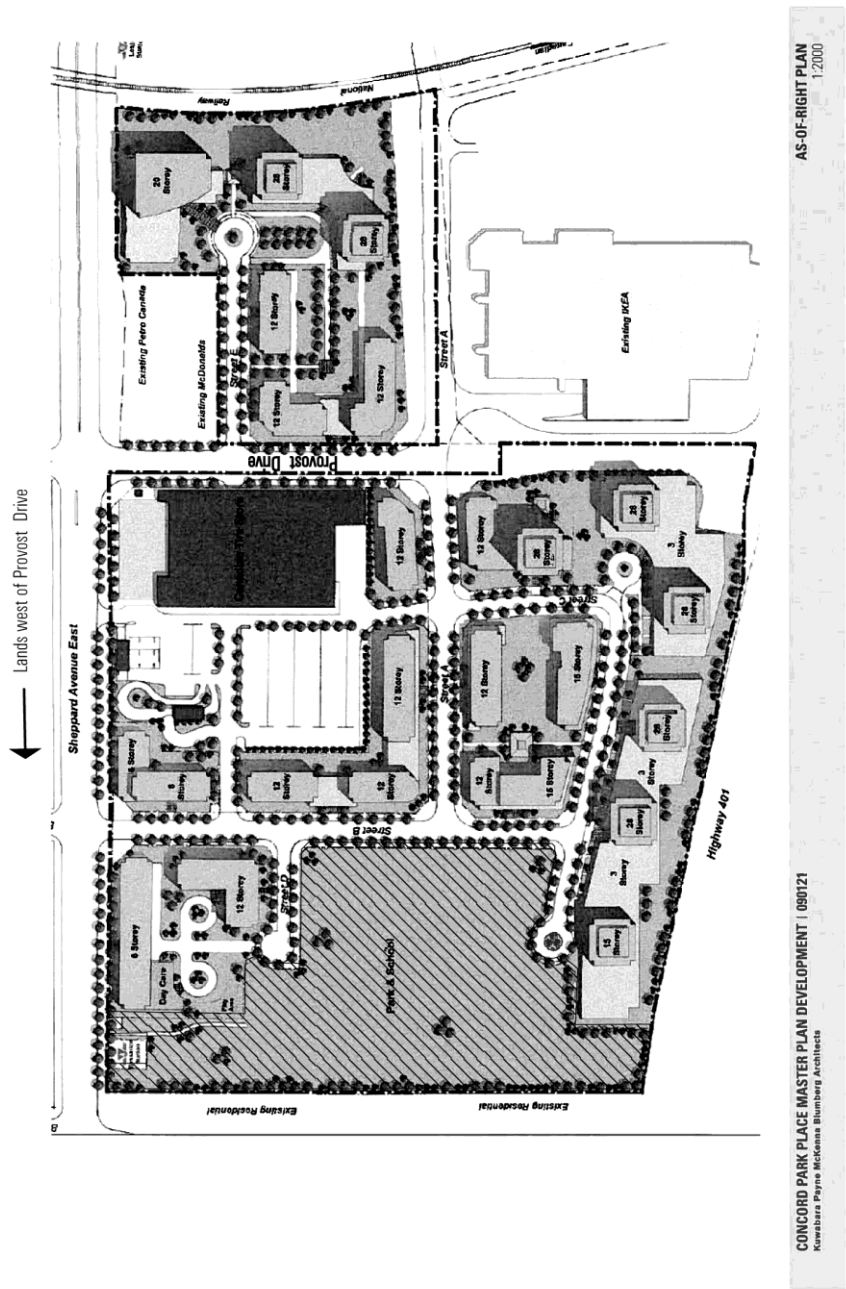 Lands west of Provost Drive
Sheppard Avenue East
National
Railway
20
Storey
28
Storey
28
Storey
Existing Petro Canada
Existing McDonalds
Street E
12 Storey
12 Storey
12 Storey
Street A
Existing IKEA
Provost Drive
12 Storey
12 Storey
28
Storey
28
Storey
3
Storey
28
Storey
Street C
12 Storey
Street A
12 Storey
15 Storey
12
Storey
15 Storey
28
Storey
3
Storey
28
Storey
3
Storey
15
Storey
Highway 401
Storey
Storey
12
Storey
12
Storey
Street B
Street D
6 Storey
12 Storey
Day Care
Park & School
Existing Residential
Existing Residential
CONCORD PARK PLACE MASTER PLAN DEVELOPMENT | 090121
Kuwabara Payne McKenna Blumberg Architects
AS-OF-RIGHT PLAN
1:2000